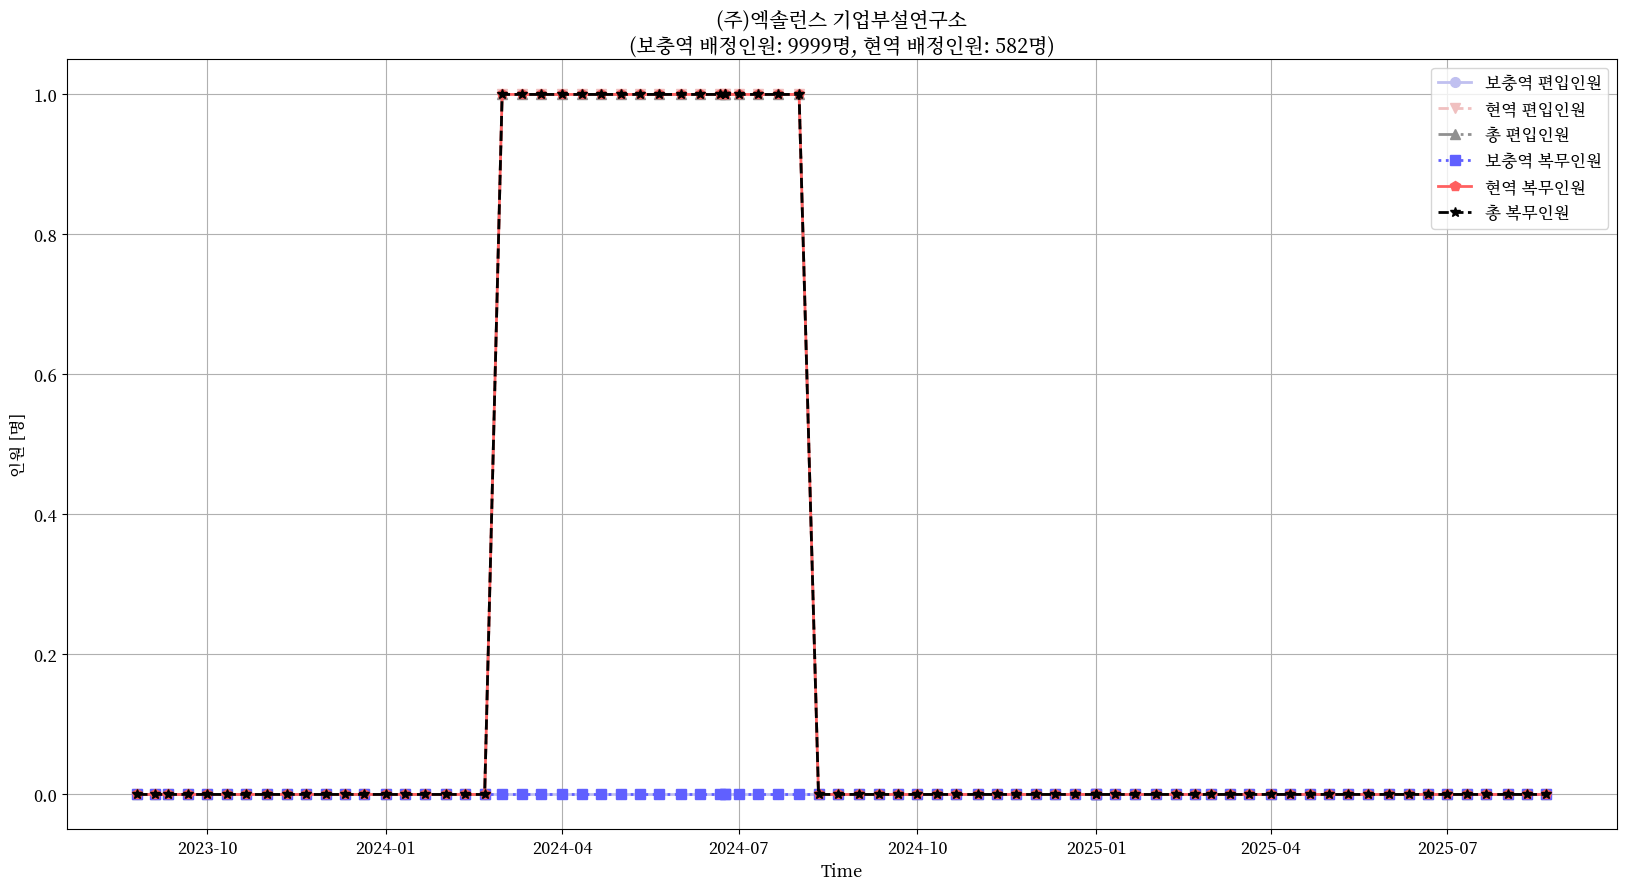 (주)엑솔런스 기업부설연구소
(보충역 배정인원: 9999명, 현역 배정인원: 582명)
보충역 편입인원
현역 편입인원
총 편입인원
보충역 복무인원
현역 복무인원
총 복무인원
인원 [명]
1.0
0.8
0.6
0.4
0.2
0.0
2023-10
2024-01
2024-04
2024-07
2024-10
2025-01
2025-04
2025-07
Time